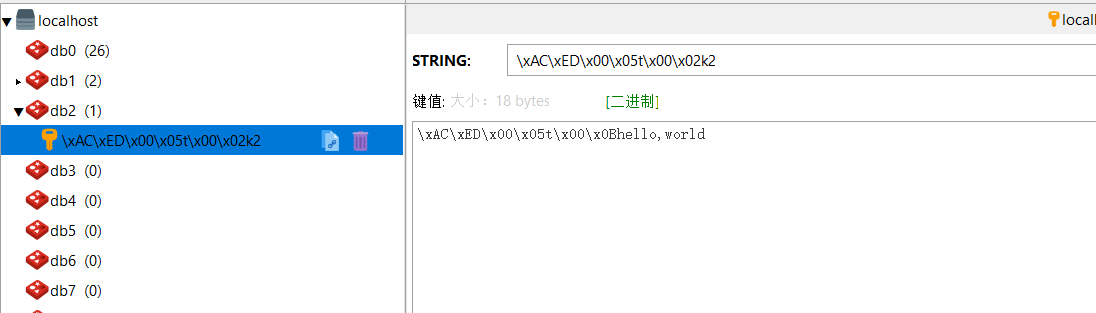 localhost
db0 (26)
db1 (2)
db2 (1)
\xAC\xED\x00\x05t\x00\x02k2
db3 (0)
db4 (0)
db5 (0)
db6 (0)
db7 (0)
locall
STRING: \xAC\xED\x00\x05t\x00\x02k2
键值: 大小：18 bytes [二进制]
\xAC\xED\x00\x05t\x00\x0Bhello,world